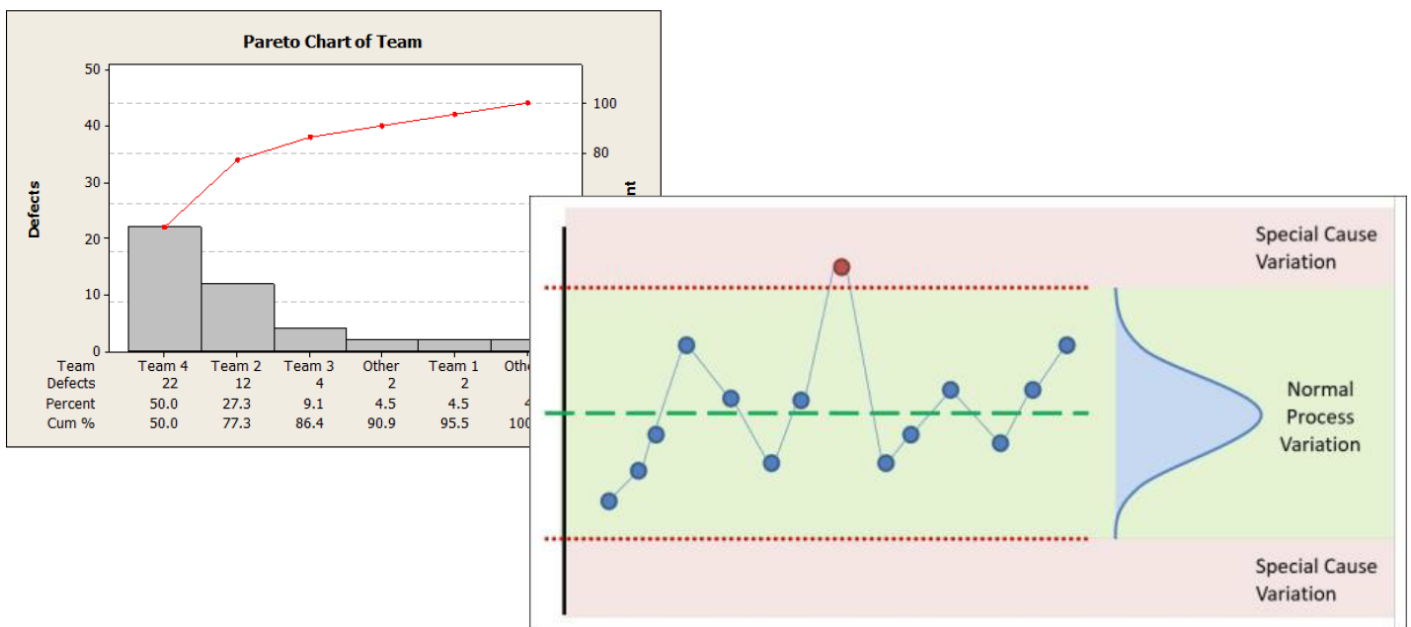 Pareto Chart of Team
50
40
30
20
10
0
100
80
Defects
Team Team 4 Team 2 Team 3 Other Team 1
Defects 22 12 4 2 2
Percent 50.0 27.3 9.1 4.5 4.5
Cum % 50.0 77.3 86.4 90.9 95.5
Special Cause
Variation
Normal
Process
Variation
Special Cause
Variation